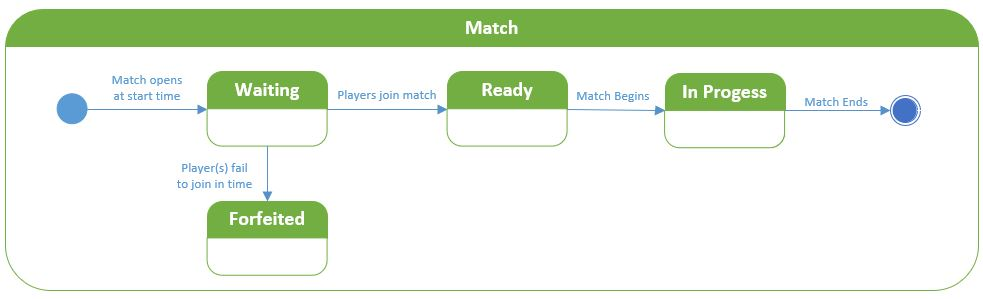 Match
Match opens
at start time
Waiting
Players join match
Ready
Match Begins
In Progess
Match Ends
Player(s) fail
to join in time
Forfeited